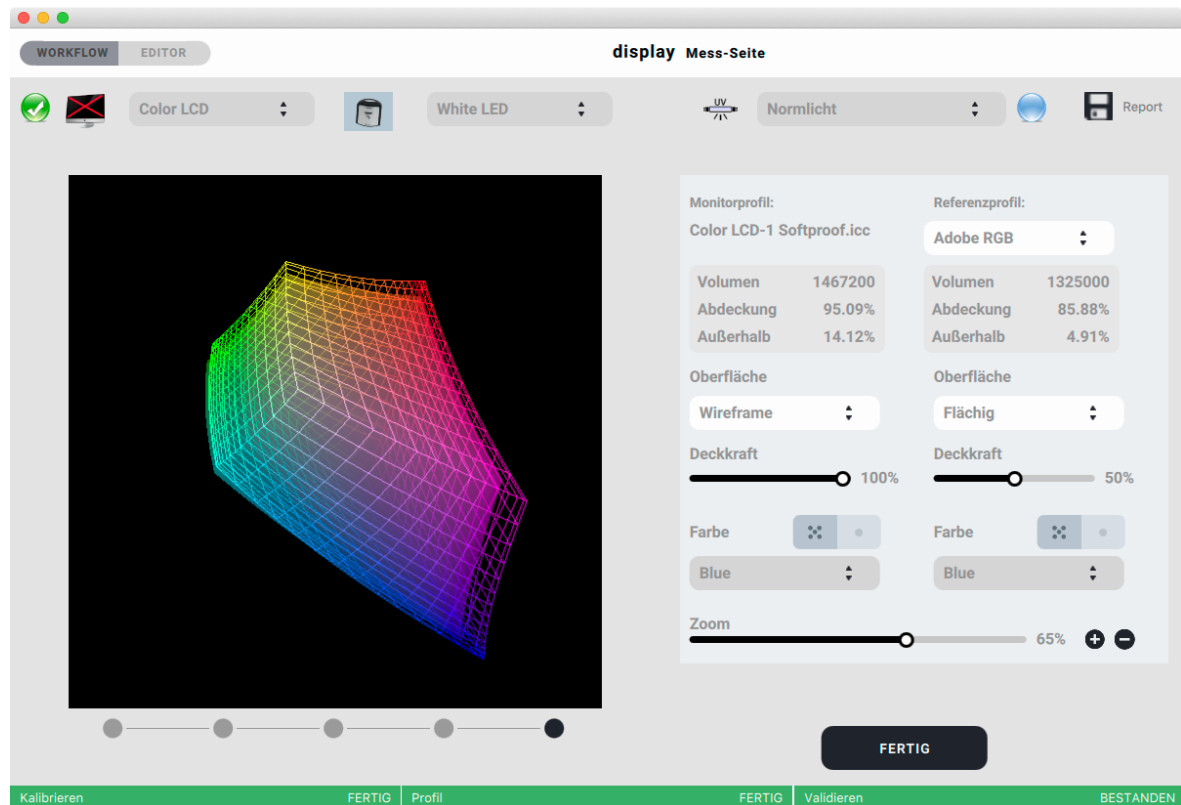 WORKFLOW EDITOR display Mess-Seite
Color LCD White LED UV Normlicht Report
Monitorprofil: Referenzprofil:
Color LCD-1 Softproof.icc Adobe RGB
Volumen 1467200 Volumen 1325000
Abdeckung 95.09% Abdeckung 85.88%
Außerhalb 14.12% Außerhalb 4.91%
Oberfläche Oberfläche
Wireframe Flächig
Deckkraft Deckkraft
100% 50%
Farbe Farbe
Blue Blue
Zoom
65%
FERTIG
Kalibrieren FERTIG Profil FERTIG Validieren BESTANDEN